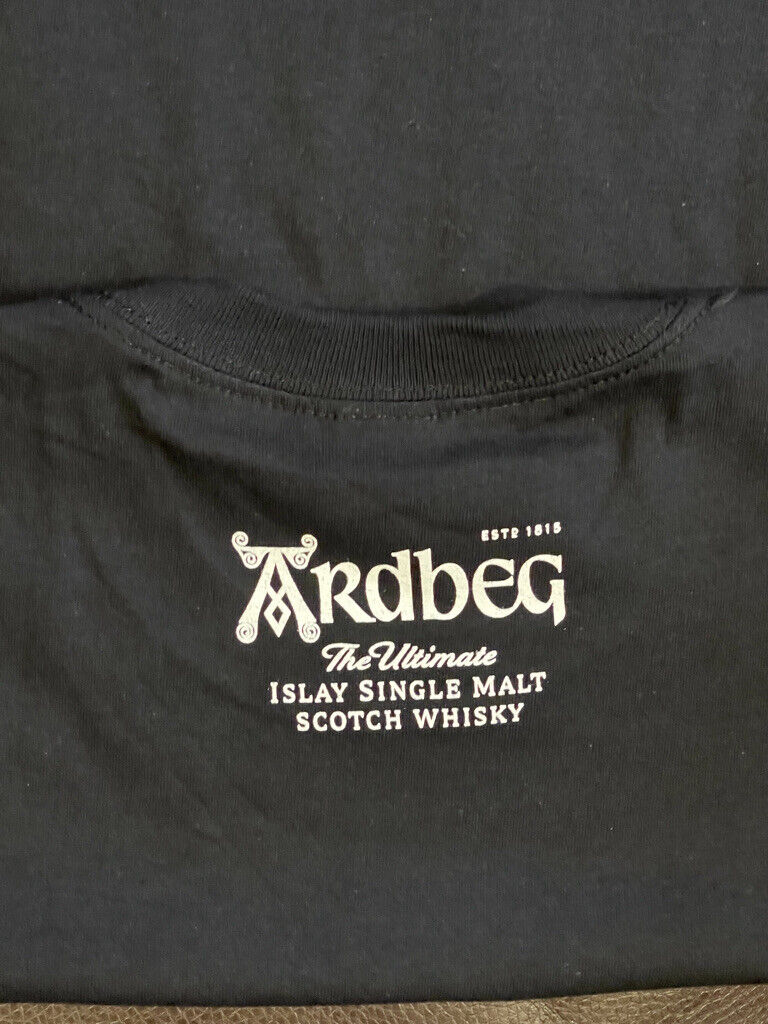 ESTD 1815
ARdbEG
The Ultimate
ISLAY SINGLE MALT
SCOTCH WHISKY